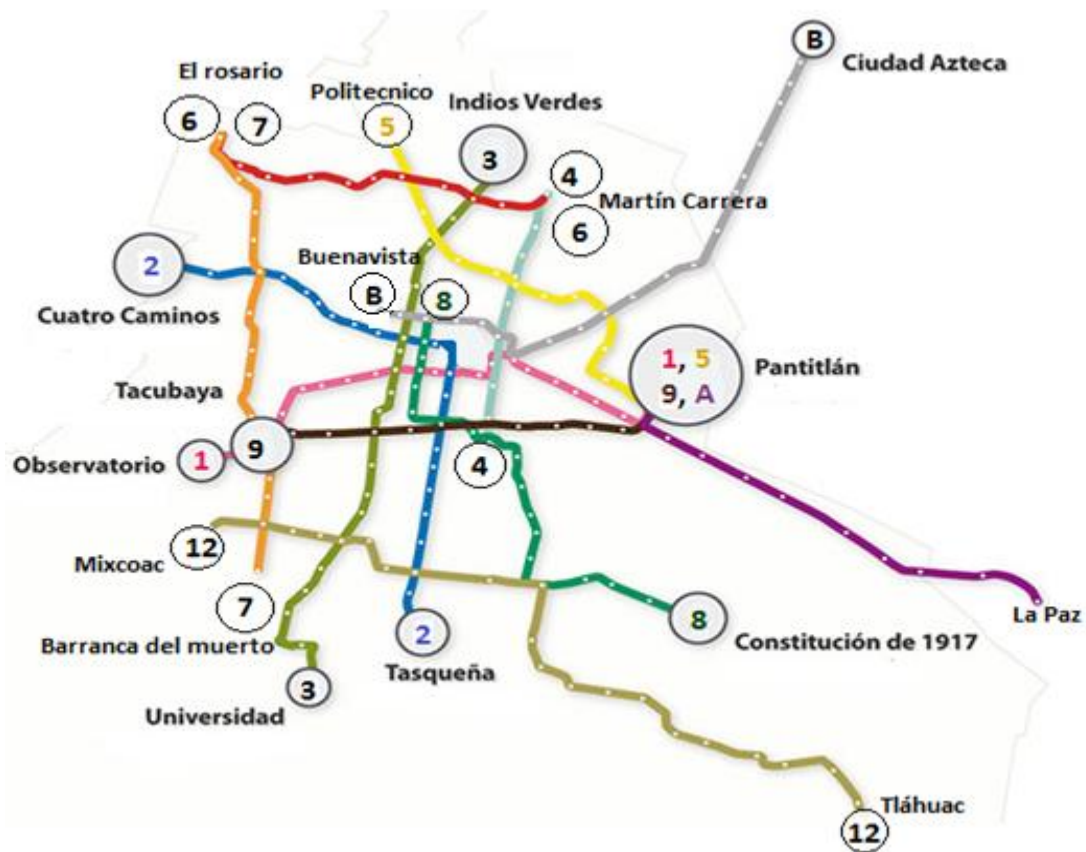 B
Ciudad Azteca
El rosario
6
7
Politecnico
5
Indios Verdes
3
4
Martín Carrera
6
2
Cuatro Caminos
Buenavista
B
8
1, 5
9, A
Pantitlán
Tacubaya
9
Observatorio
1
4
12
Mixcoac
7
Barranca del muerto
3
Universidad
2
Tasqueña
8
Constitución de 1917
La Paz
Tláhuac
12